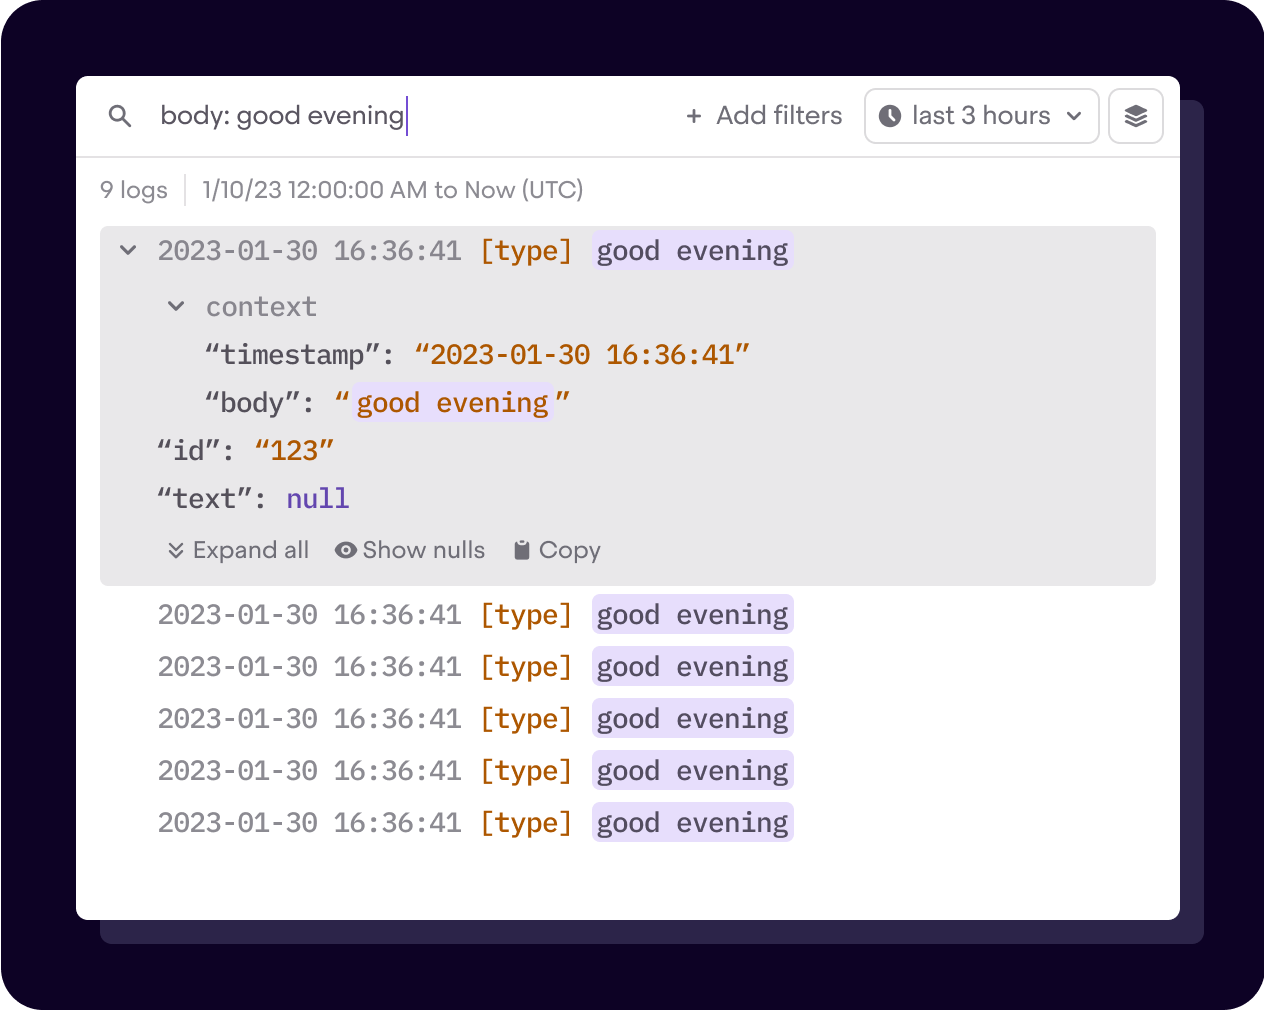 body: good evening + Add filters last 3 hours
9 logs 1/10/23 12:00:00 AM to Now (UTC)
2023-01-30 16:36:41 [type] good evening
context
“timestamp”: “2023-01-30 16:36:41”
“body”: “good evening”
“id”: “123”
“text”: null
Expand all Show nulls Copy
2023-01-30 16:36:41 [type] good evening
2023-01-30 16:36:41 [type] good evening
2023-01-30 16:36:41 [type] good evening
2023-01-30 16:36:41 [type] good evening
2023-01-30 16:36:41 [type] good evening